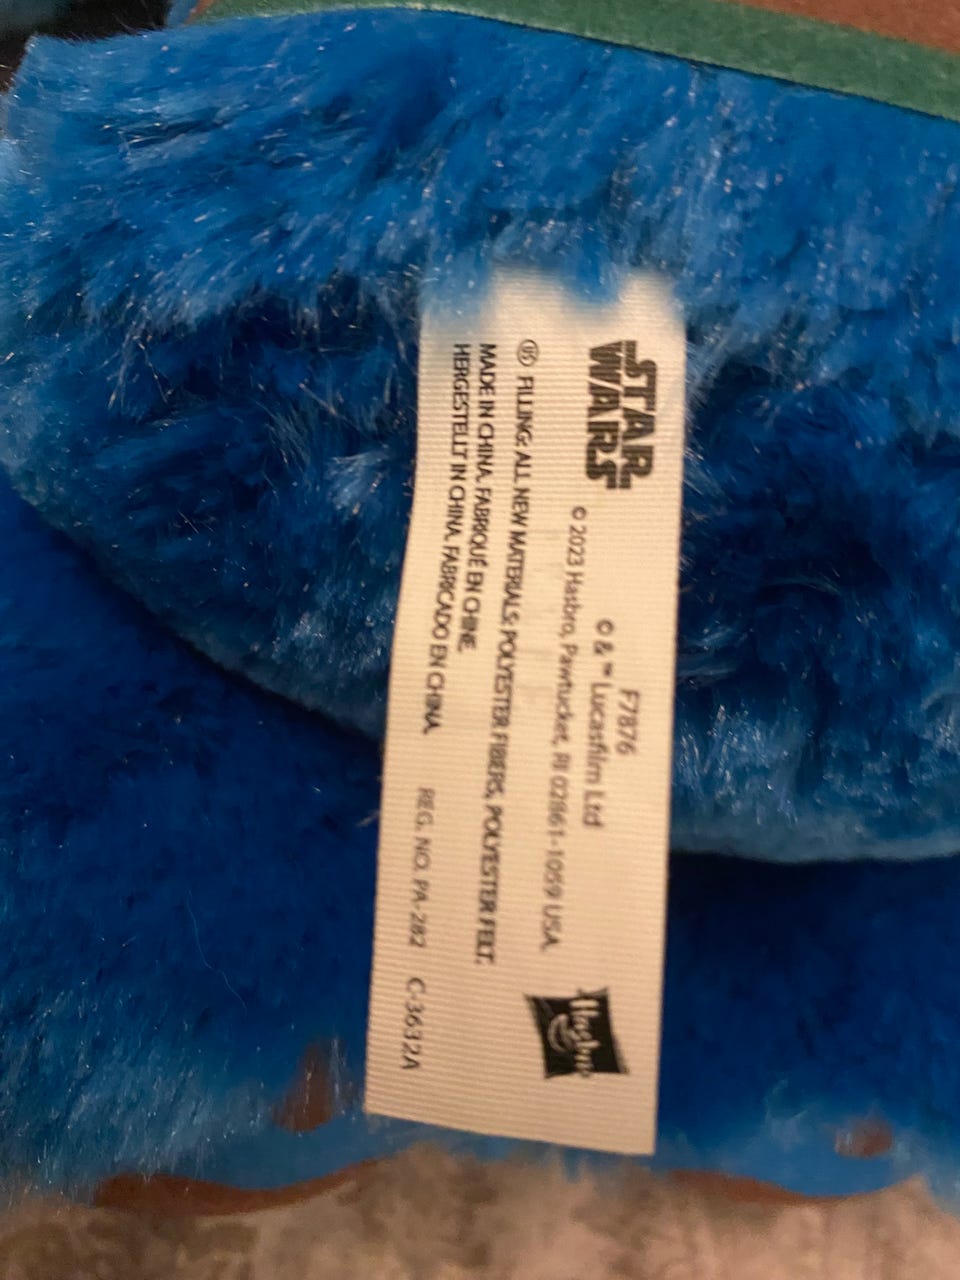 STAR
WARS
F7876
© & ™ Lucasfilm Ltd
© 2023 Hasbro, Pawtucket, RI 02861-1059 USA.
Hasbro
US FILLING: ALL NEW MATERIALS: POLYESTER FIBERS, POLYESTER FELT.
MADE IN CHINA. FABRIQUÉ EN CHINE.
HERGESTELLT IN CHINA. FABRICADO EN CHINA.
REG. NO. PA-282 C-3632A